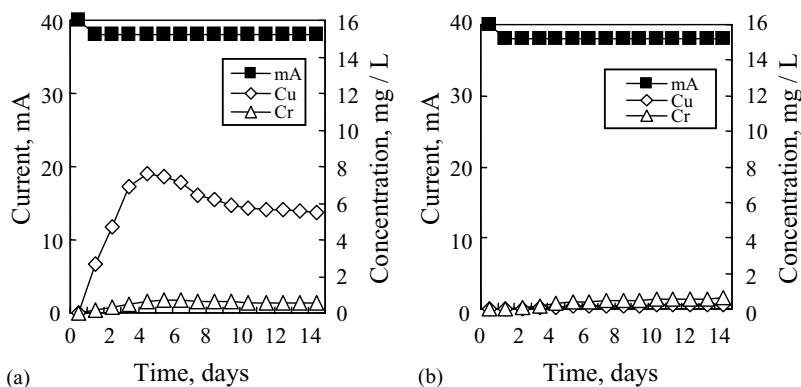 40
30
20
10
0
Current, mA
16
14
12
10
8
6
4
2
0
Concentration, mg / L
mA
Cu
Cr
0 2 4 6 8 10 12 14
Time, days
(a)
40
30
20
10
0
Current, mA
16
14
12
10
8
6
4
2
0
Concentration, mg / L
mA
Cu
Cr
0 2 4 6 8 10 12 14
Time, days
(b)